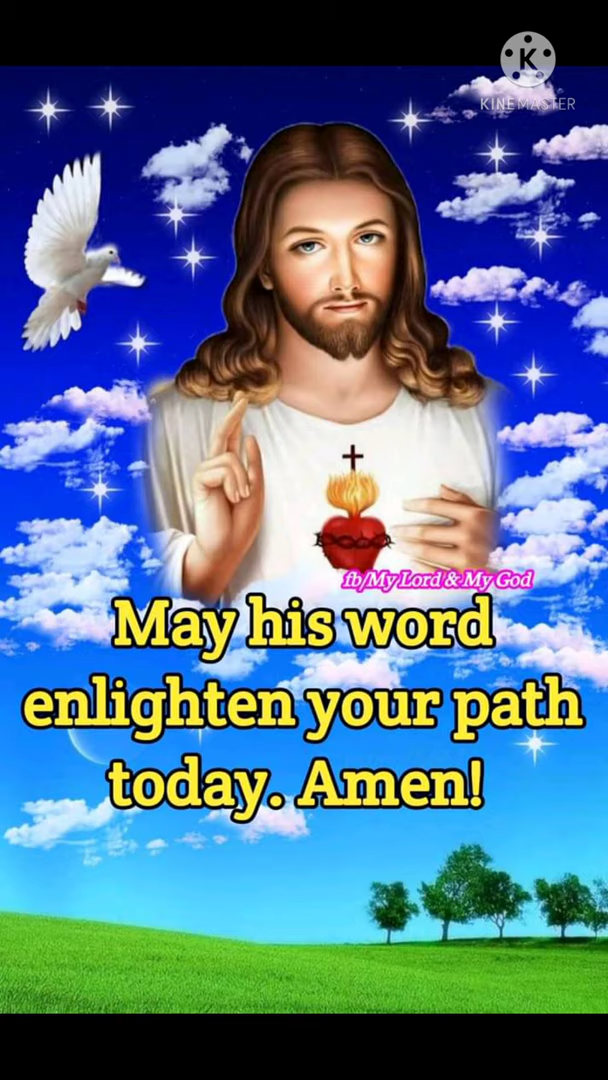 K
KINEMASTER
fb/My Lord & My God
May his word
enlighten your path
today. Amen!